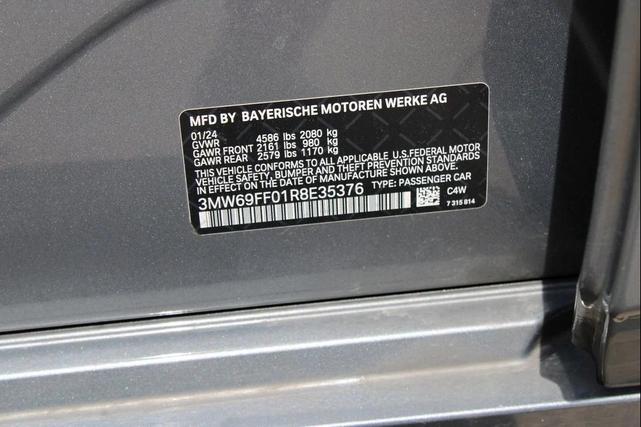 MFD BY BAYERISCHE MOTOREN WERKE AG
01/24
GVWR 4586 lbs 2080 kg
GAWR FRONT 2161 lbs 980 kg
GAWR REAR 2579 lbs 1170 kg
THIS VEHICLE CONFORMS TO ALL APPLICABLE U.S.FEDERAL MOTOR
VEHICLE SAFETY, BUMPER AND THEFT PREVENTION STANDARDS
IN EFFECT ON THE DATE OF MANUFACTURE SHOWN ABOVE.
3MW69FF01R8E35376 TYPE: PASSENGER CAR
C4W
7 315 814